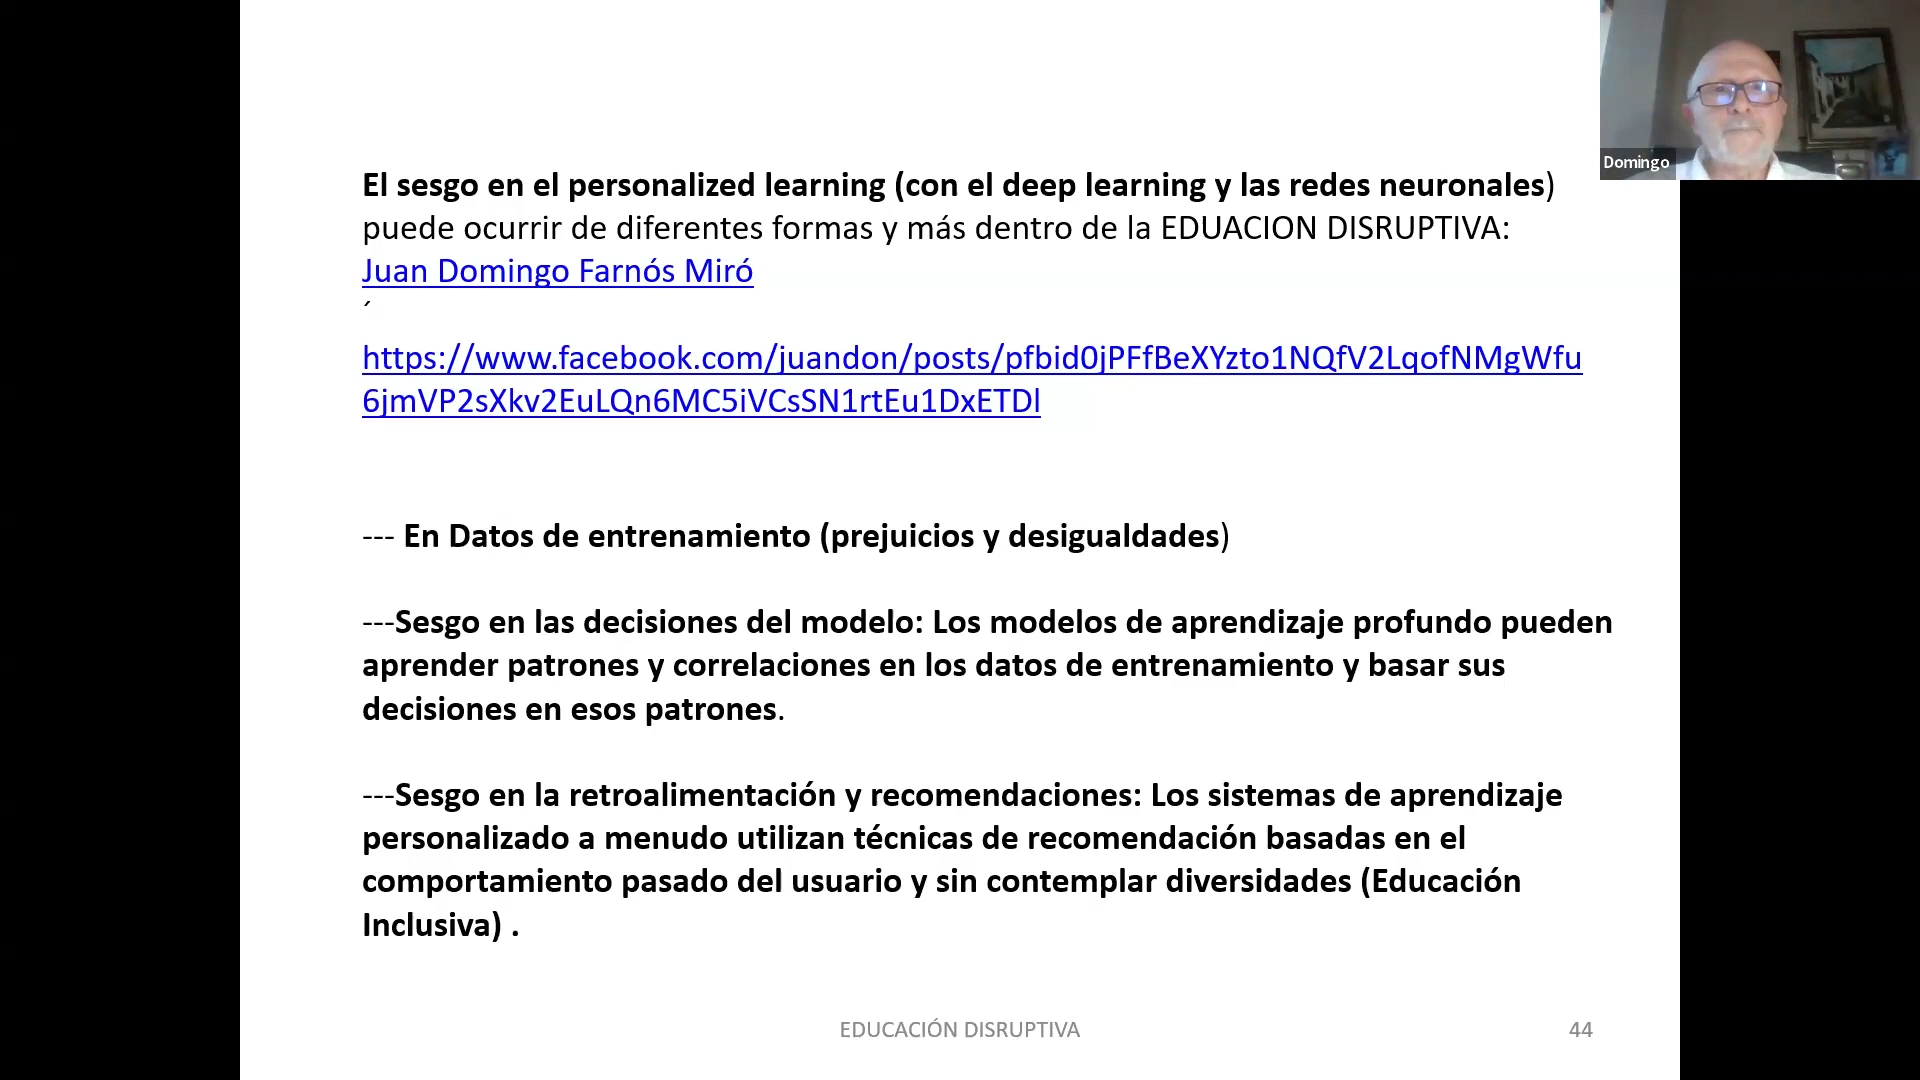 El sesgo en el personalized learning (con el deep learning y las redes neuronales)
puede ocurrir de diferentes formas y más dentro de la EDUACION DISRUPTIVA:
Juan Domingo Farnós Miró
´
https://www.facebook.com/juandon/posts/pfbid0jPFfBeXYzto1NQfV2LqofNMgWfu
6jmVP2sXkv2EuLQn6MC5iVCsSN1rtEu1DxETDl
--- En Datos de entrenamiento (prejuicios y desigualdades)
---Sesgo en las decisiones del modelo: Los modelos de aprendizaje profundo pueden
aprender patrones y correlaciones en los datos de entrenamiento y basar sus
decisiones en esos patrones.
---Sesgo en la retroalimentación y recomendaciones: Los sistemas de aprendizaje
personalizado a menudo utilizan técnicas de recomendación basadas en el
comportamiento pasado del usuario y sin contemplar diversidades (Educación
Inclusiva) .
EDUCACIÓN DISRUPTIVA
44
Domingo